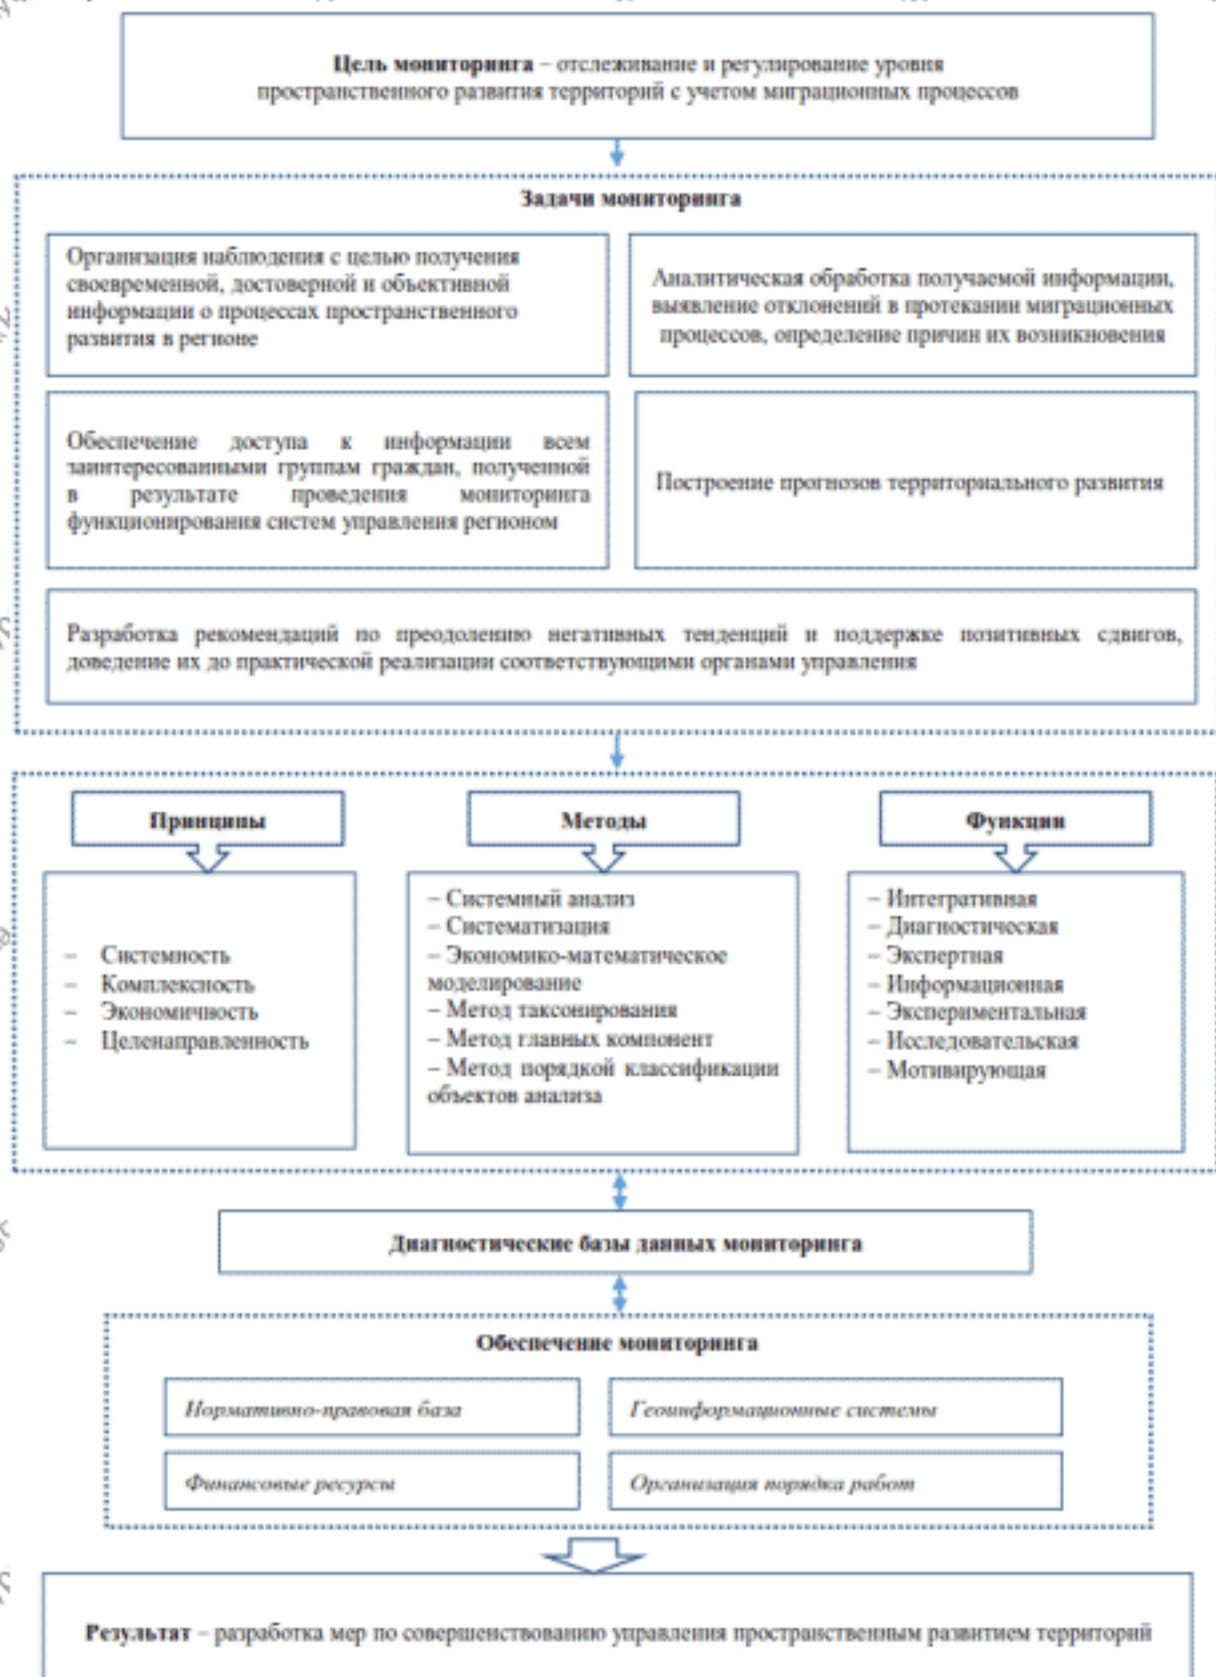 Цель мониторинга – отслеживание и регулирование уровня
пространственного развития территорий с учетом миграционных процессов
Задачи мониторинга
Организация наблюдения с целью получения
своевременной, достоверной и объективной
информации о процессах пространственного
развития в регионе
Аналитическая обработка получаемой информации,
выявление отклонений в протекании миграционных
процессов, определение причин их возникновения
Обеспечение доступа к информации всем
заинтересованными группам граждан, полученной
в результате проведения мониторинга
функционирования систем управления регионом
Построение прогнозов территориального развития
Разработка рекомендаций по преодолению негативных тенденций и поддержке позитивных сдвигов,
доведение их до практической реализации соответствующими органами управления
Принципы
– Системность
– Комплексность
– Экономичность
– Целенаправленность
Методы
– Системный анализ
– Систематизация
– Экономико-математическое
моделирование
– Метод таксонирования
– Метод главных компонент
– Метод порядкой классификации
объектов анализа
Функции
– Интегративная
– Диагностическая
– Экспертная
– Информационная
– Экспериментальная
– Исследовательская
– Мотивирующая
Диагностические базы данных мониторинга
Обеспечение мониторинга
Нормативно-правовая база
Геоинформационные системы
Финансовые ресурсы
Организация порядка работ
Результат – разработка мер по совершенствованию управления пространственным развитием территорий